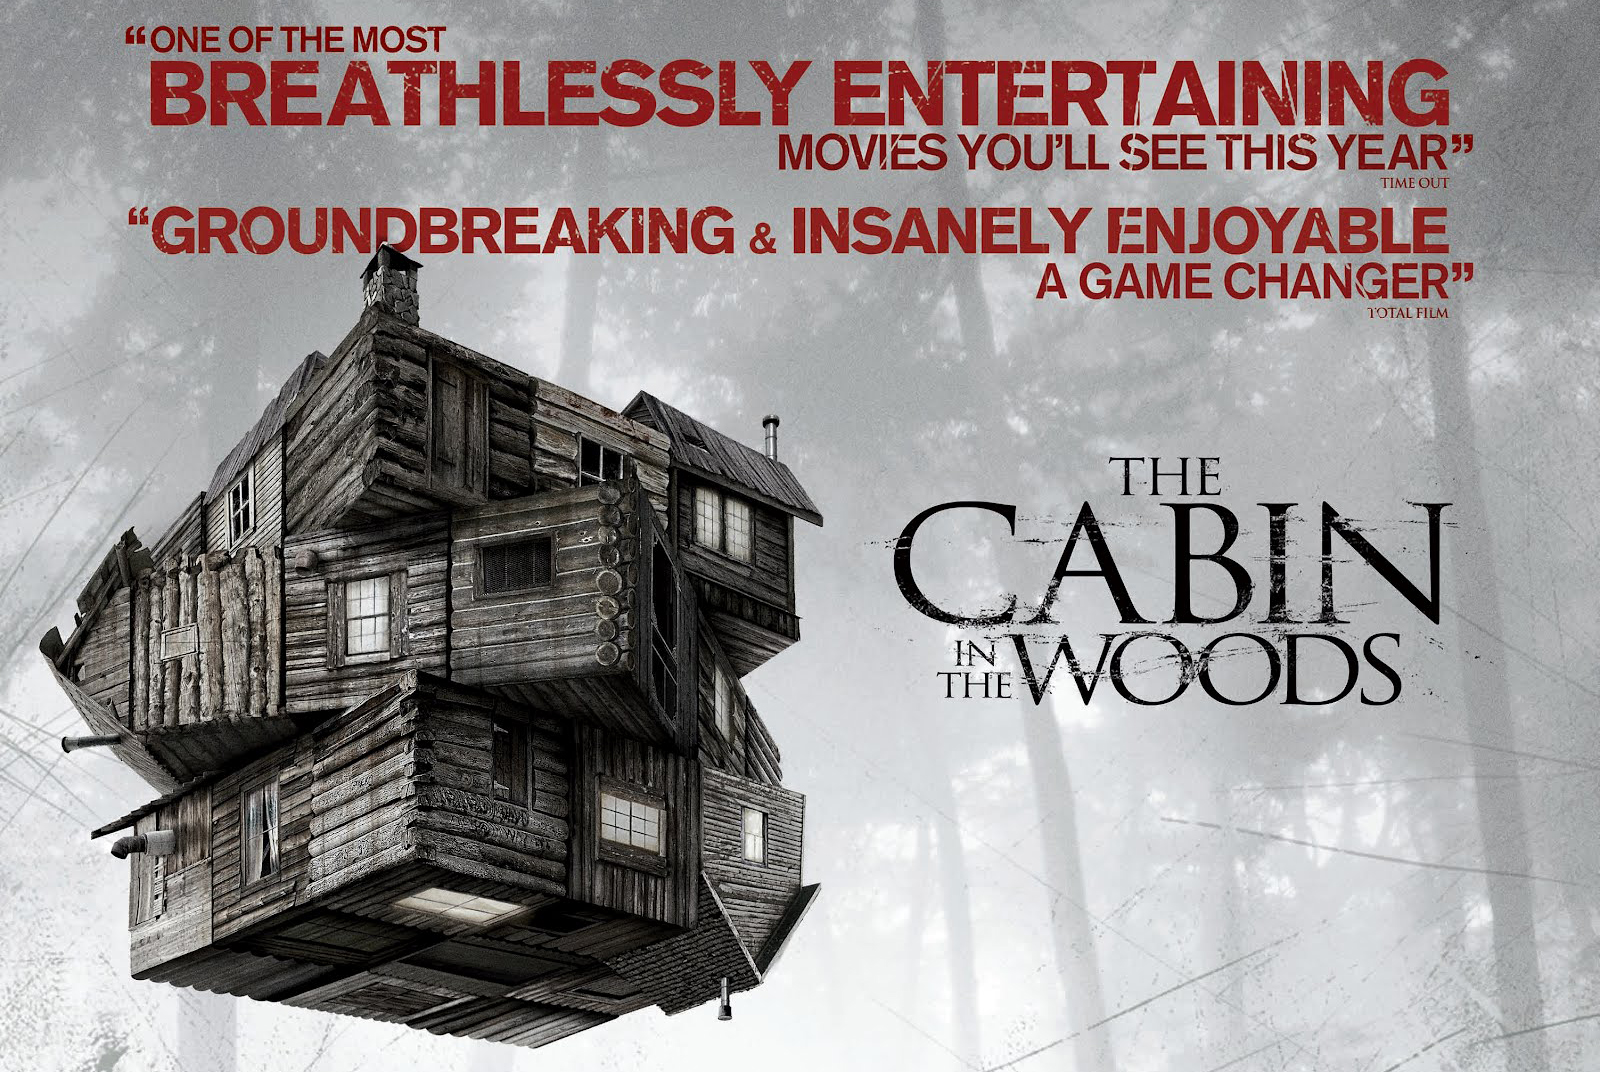 “ONE OF THE MOST
BREATHLESSLY ENTERTAINING
MOVIES YOU’LL SEE THIS YEAR”
TIME OUT
“GROUNDBREAKING & INSANELY ENJOYABLE
A GAME CHANGER”
TOTAL FILM
THE
CABIN
IN
THE WOODS